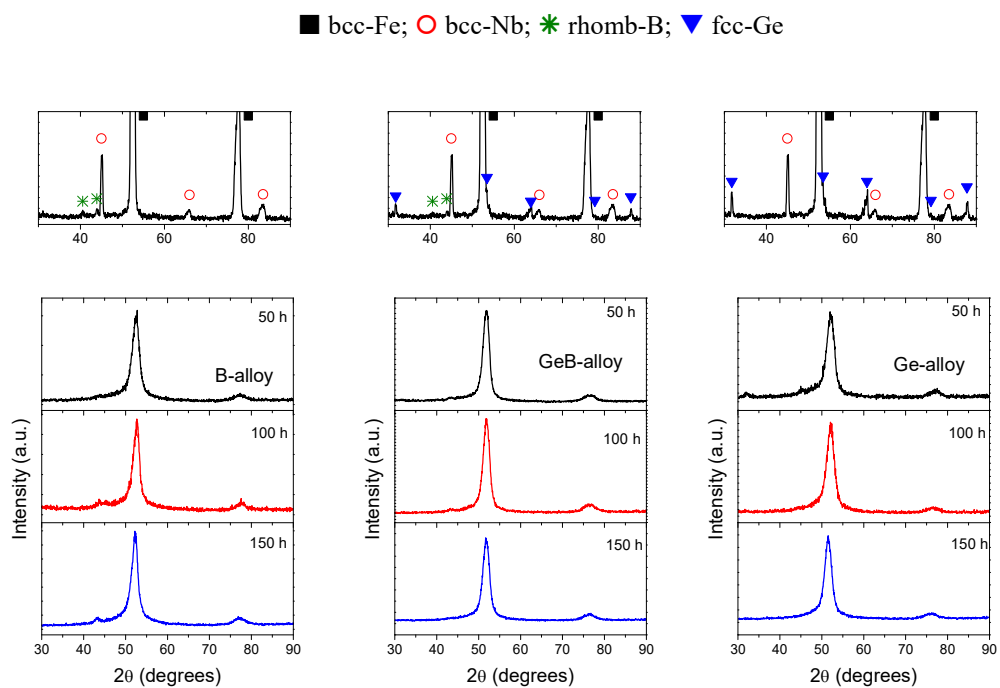 bcc-Fe; bcc-Nb; rhomb-B; fcc-Ge
40 60 80
40 60 80
40 60 80
50 h
B-alloy
100 h
150 h
Intensity (a.u.)
30 40 50 60 70 80 90
2θ (degrees)
50 h
GeB-alloy
100 h
150 h
Intensity (a.u.)
30 40 50 60 70 80 90
2θ (degrees)
50 h
Ge-alloy
100 h
150 h
Intensity (a.u.)
30 40 50 60 70 80 90
2θ (degrees)